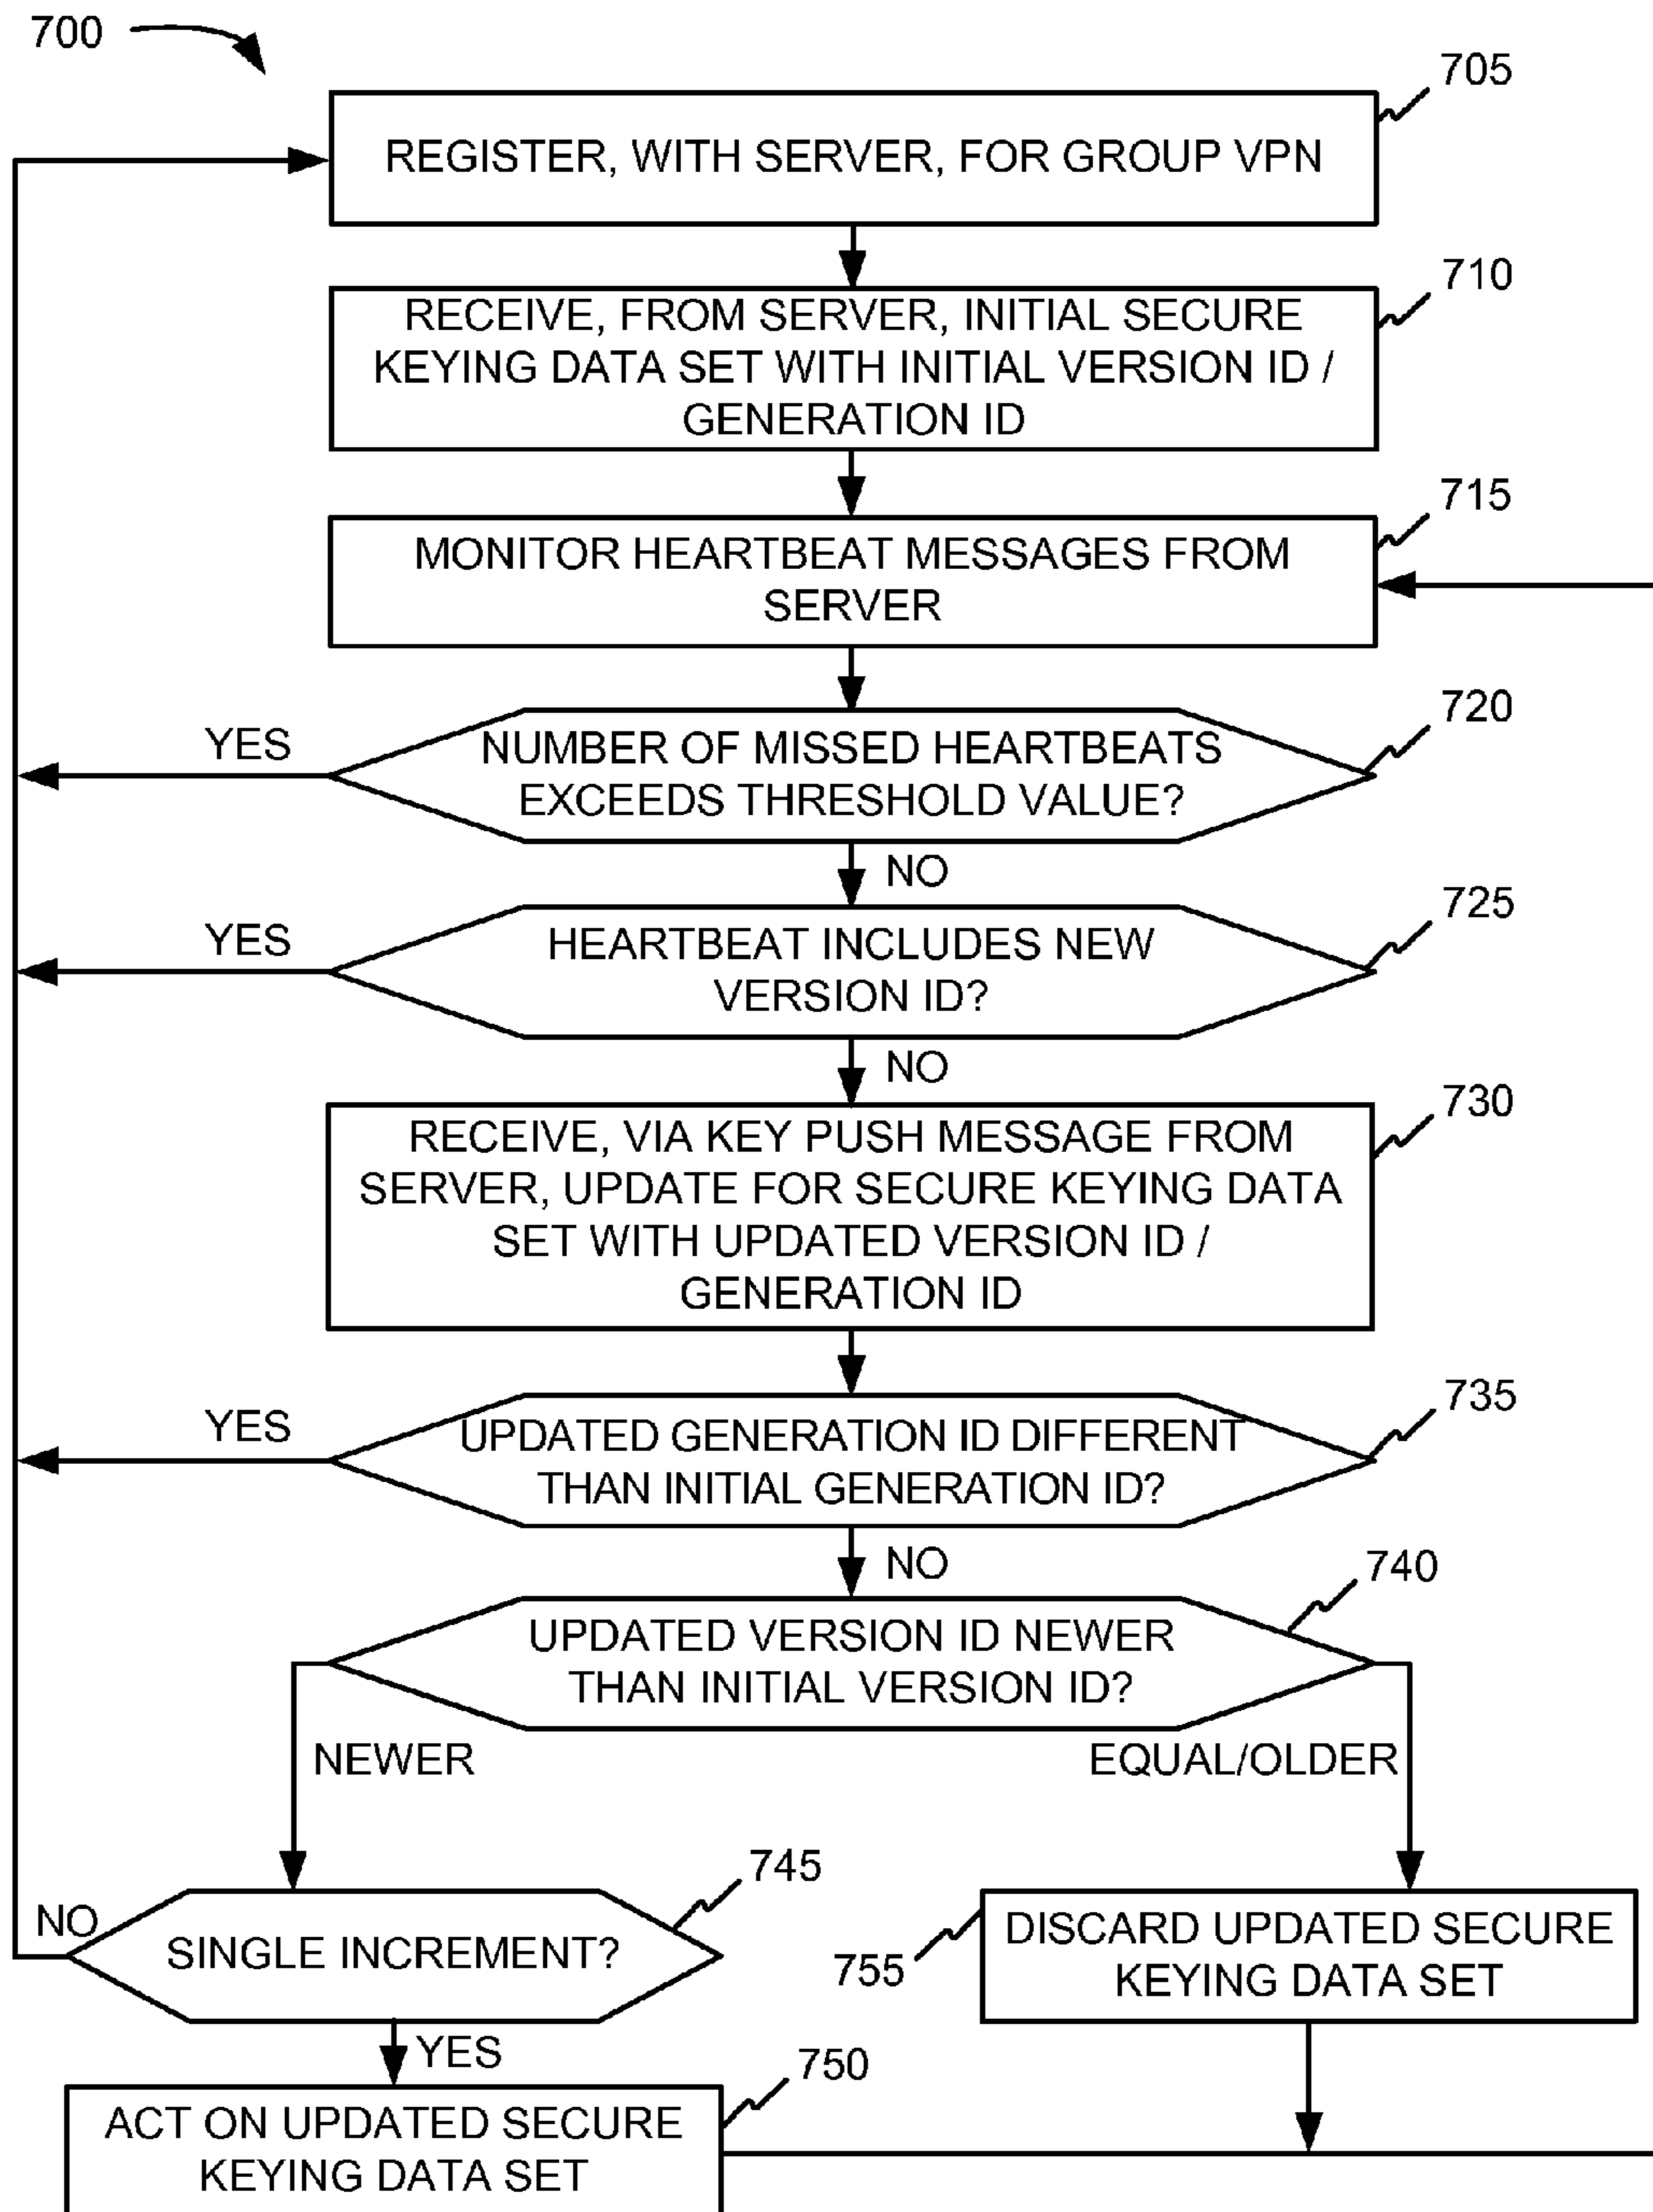 700
705
REGISTER, WITH SERVER, FOR GROUP VPN
710
RECEIVE, FROM SERVER, INITIAL SECURE
KEYING DATA SET WITH INITIAL VERSION ID /
GENERATION ID
715
MONITOR HEARTBEAT MESSAGES FROM
SERVER
720
YES
NUMBER OF MISSED HEARTBEATS
EXCEEDS THRESHOLD VALUE?
NO
725
YES
HEARTBEAT INCLUDES NEW
VERSION ID?
NO
730
RECEIVE, VIA KEY PUSH MESSAGE FROM
SERVER, UPDATE FOR SECURE KEYING DATA
SET WITH UPDATED VERSION ID /
GENERATION ID
735
YES
UPDATED GENERATION ID DIFFERENT
THAN INITIAL GENERATION ID?
NO
740
UPDATED VERSION ID NEWER
THAN INITIAL VERSION ID?
NEWER
EQUAL/OLDER
745
NO
SINGLE INCREMENT?
755
DISCARD UPDATED SECURE
KEYING DATA SET
YES
750
ACT ON UPDATED SECURE
KEYING DATA SET